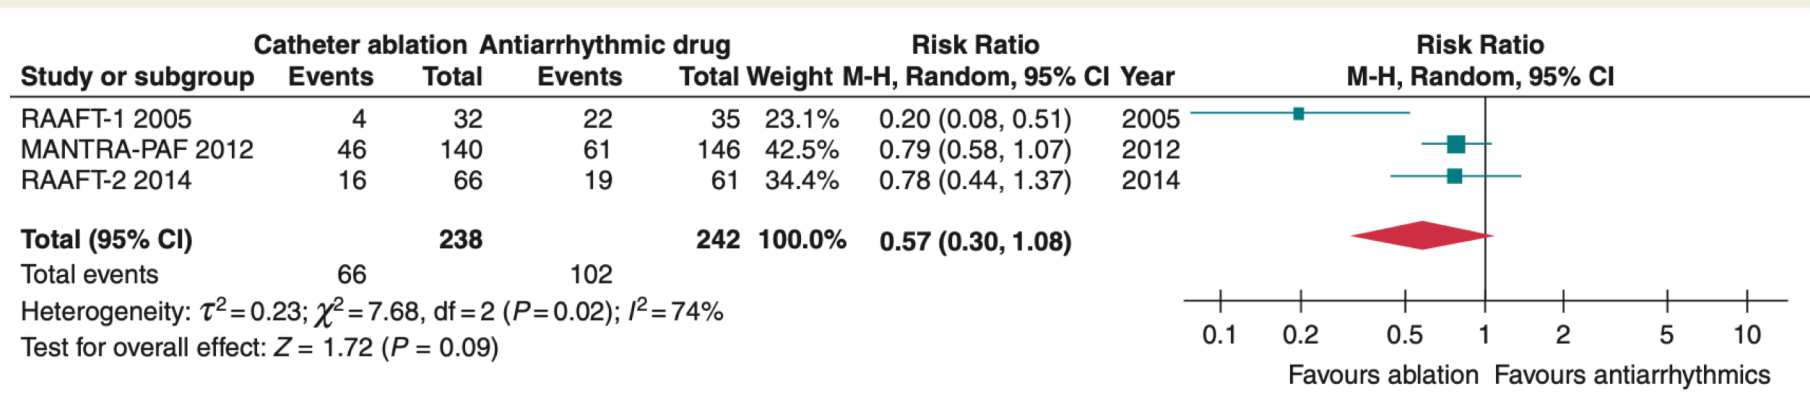 Catheter ablation Antiarrhythmic drug Risk Ratio Risk Ratio
Study or subgroup Events Total Events Total Weight M-H, Random, 95% CI Year M-H, Random, 95% CI
RAAFT-1 2005 4 32 22 35 23.1% 0.20 (0.08, 0.51) 2005
MANTRA-PAF 2012 46 140 61 146 42.5% 0.79 (0.58, 1.07) 2012
RAAFT-2 2014 16 66 19 61 34.4% 0.78 (0.44, 1.37) 2014
Total (95% CI) 238 242 100.0% 0.57 (0.30, 1.08)
Total events 66 102
Heterogeneity: τ²=0.23; χ²=7.68, df=2 (P=0.02); I²=74%
Test for overall effect: Z = 1.72 (P = 0.09)
0.1 0.2 0.5 1 2 5 10
Favours ablation Favours antiarrhythmics